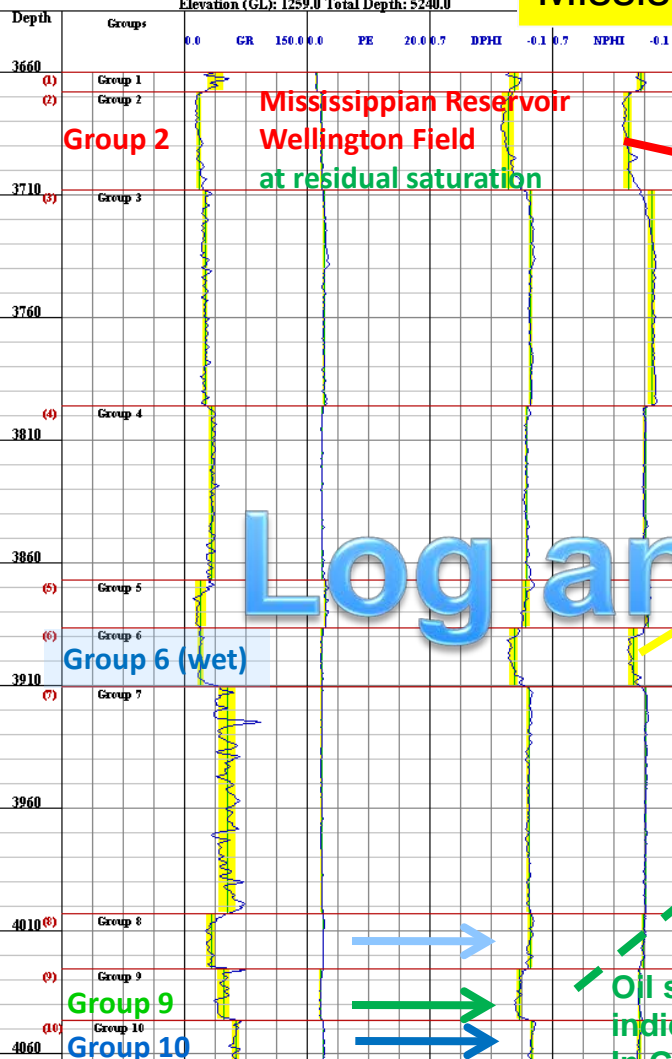 Elevation (GL): 1259.0 Total Depth: 5240.0
Depth Groups
0.0 GR 150.0 0.0 PE 20.0 0.7 DPHI -0.1 0.7 NPHI -0.1
3660
(1) Group 1
(2) Group 2
Mississippian Reservoir
Group 2 Wellington Field
at residual saturation
3710
(3) Group 3
3760
(4) Group 4
3810
3860
(5) Group 5
Log an
(6) Group 6
Group 6 (wet)
3910
(7) Group 7
3960
4010 (8) Group 8
(9) Group 9
Oil s
Group 9
indi
(10) Group 10
Group 10
4060